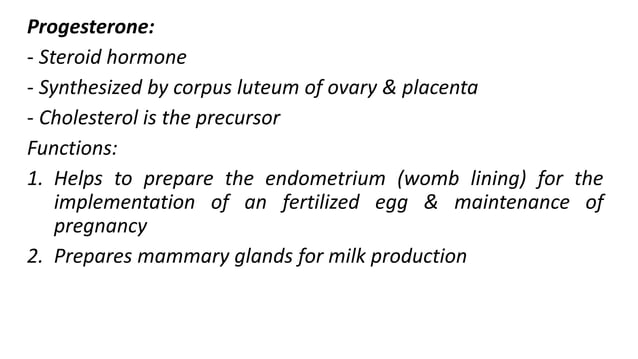 Progesterone:
- Steroid hormone
- Synthesized by corpus luteum of ovary & placenta
- Cholesterol is the precursor
Functions:
1. Helps to prepare the endometrium (womb lining) for the
implementation of an fertilized egg & maintenance of
pregnancy
2. Prepares mammary glands for milk production